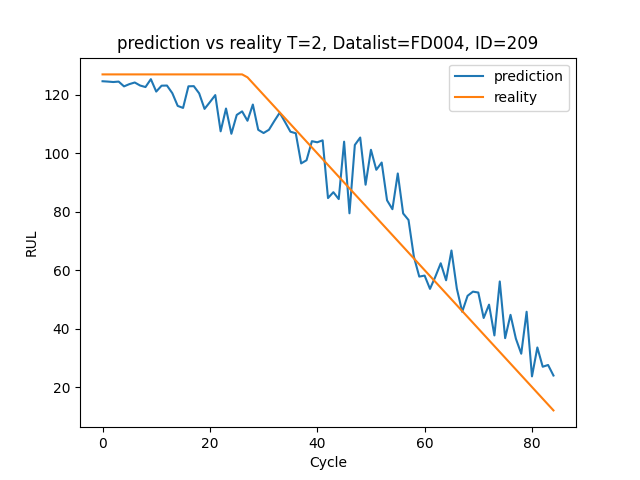 prediction vs reality T=2, Datalist=FD004, ID=209
prediction
reality
120
100
80
60
40
20
RUL
0 20 40 60 80
Cycle